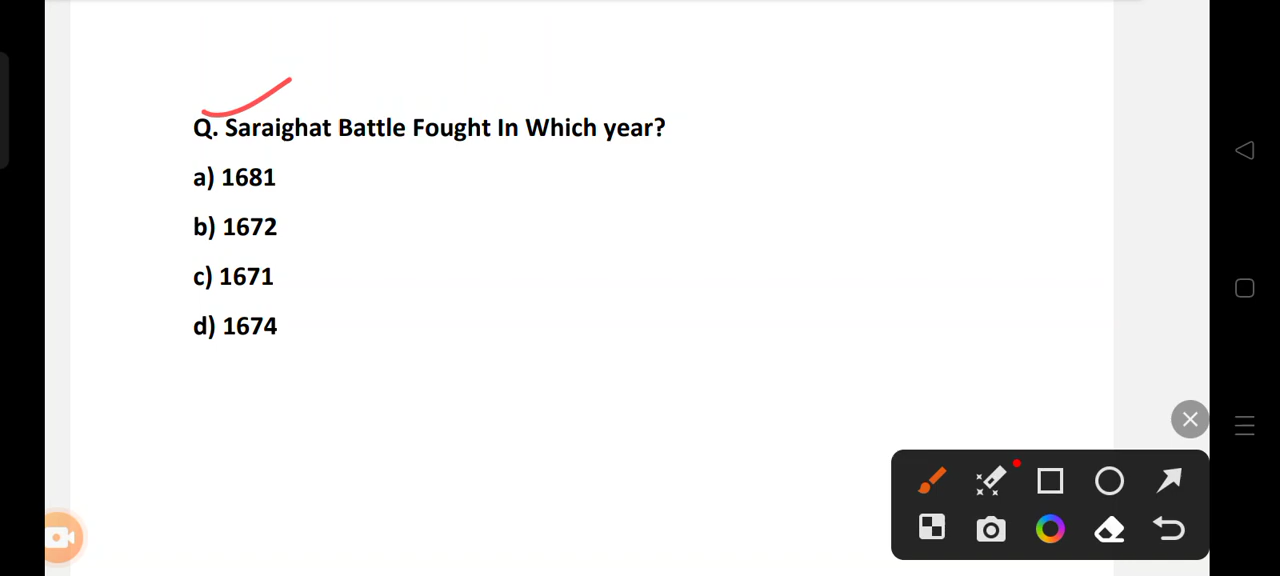 Q. Saraighat Battle Fought In Which year?
a) 1681
b) 1672
c) 1671
d) 1674